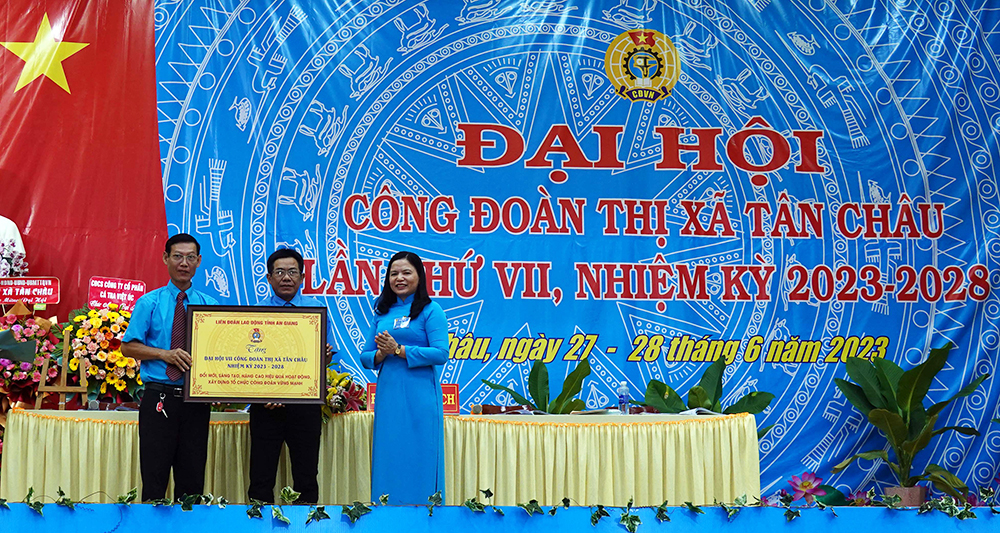 CĐVN
ĐẠI HỘI
CÔNG ĐOÀN THỊ XÃ TÂN CHÂU
LẦN THỨ VII, NHIỆM KỲ 2023-2028
Châu, ngày 27 - 28 tháng 6 năm 2023
XÃ TÂN CHÂU
CĐCS CÔNG TY CỔ PHẦN
LIÊN ĐOÀN LAO ĐỘNG TỈNH AN GIANG
Tặng
ĐẠI HỘI VII CÔNG ĐOÀN THỊ XÃ TÂN CHÂU
NHIỆM KỲ 2023 - 2028
ĐỔI MỚI, SÁNG TẠO, NÂNG CAO HIỆU QUẢ HOẠT ĐỘNG,
XÂY DỰNG TỔ CHỨC CÔNG ĐOÀN VỮNG MẠNH